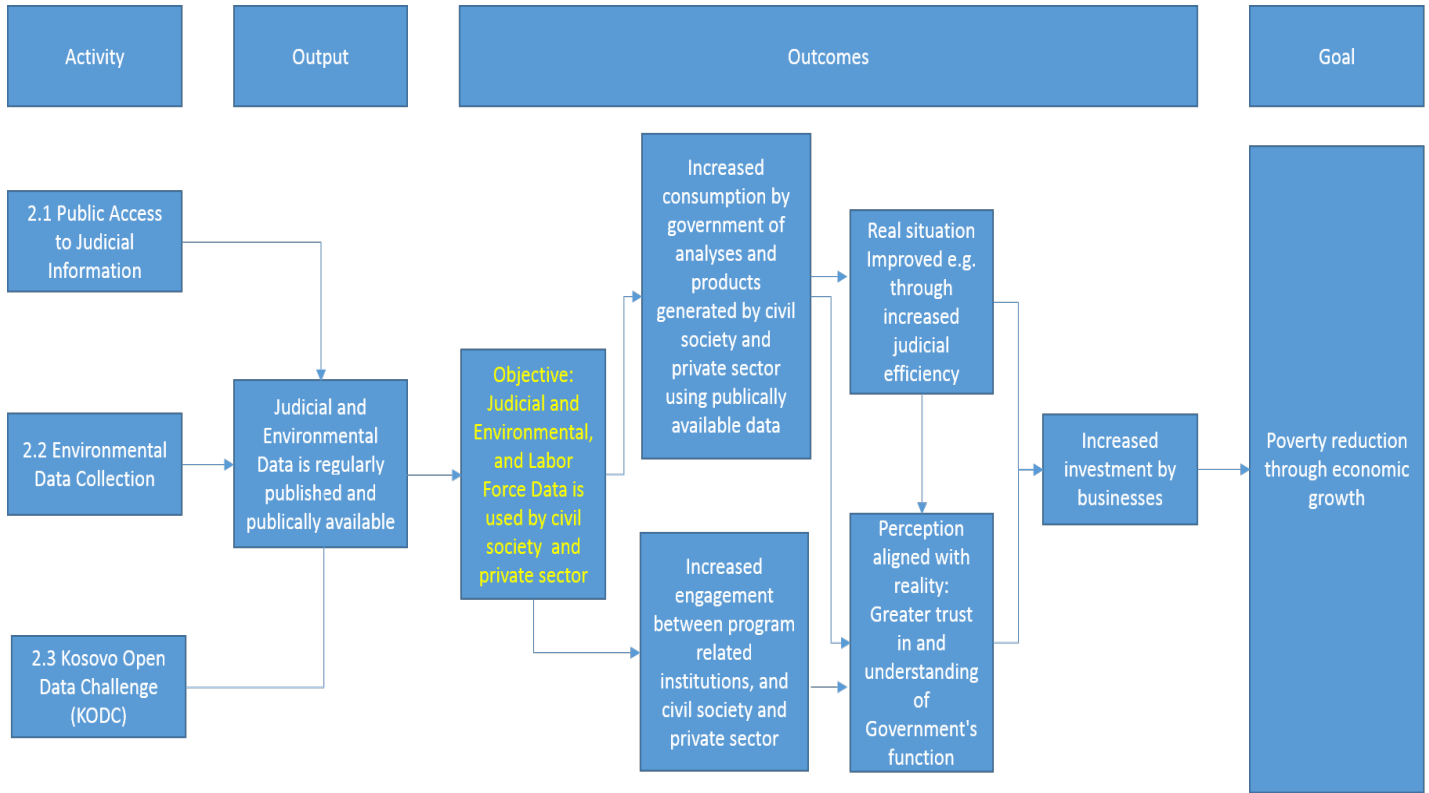 Activity
Output
Outcomes
Goal
2.1 Public Access
to Judicial
Information
2.2 Environmental
Data Collection
2.3 Kosovo Open
Data Challenge
(KODC)
Judicial and
Environmental
Data is regularly
published and
publically available
Objective:
Judicial and
Environmental,
and Labor
Force Data is
used by civil
society and
private sector
Increased
consumption by
government of
analyses and
products
generated by civil
society and
private sector
using publically
available data
Increased
engagement
between program
related
institutions, and
civil society and
private sector
Real situation
Improved e.g.
through
increased
judicial
efficiency
Perception
aligned with
reality:
Greater trust
in and
understanding
of
Government's
function
Increased
investment by
businesses
Poverty reduction
through economic
growth